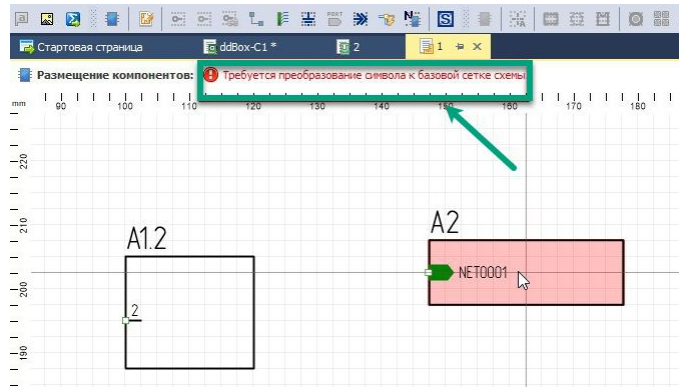 PORT
N
S
Стартовая страница
ddBox-C1 *
2
1
Размещение компонентов:
Требуется преобразование символа к базовой сетке схемы
mm
90 100 110 120 130 140 150 160 170 180
220
210
A1.2
A2
NET0001
200
2
190